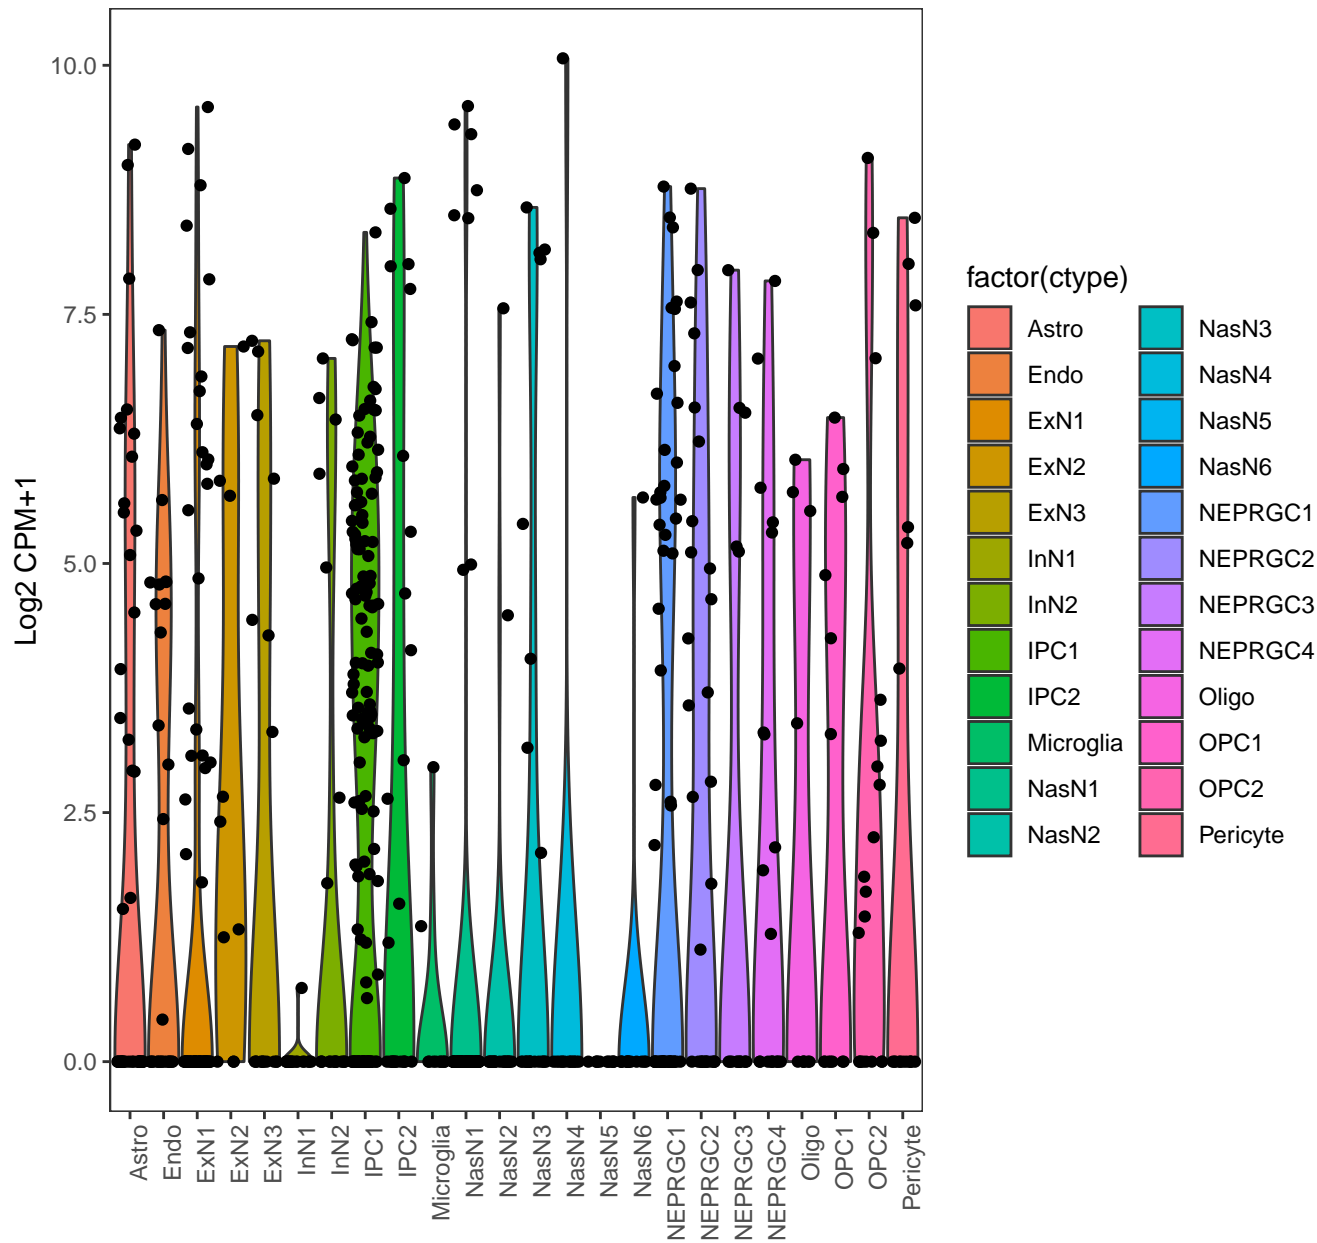 Log2 CPM+1
10.0
7.5
5.0
2.5
0.0
Astro
Endo
ExN1
ExN2
ExN3
InN1
InN2
IPC1
IPC2
Microglia
NasN1
NasN2
NasN3
NasN4
NasN5
NasN6
NEPRGC1
NEPRGC2
NEPRGC3
NEPRGC4
Oligo
OPC1
OPC2
Pericyte
factor(ctype)
Astro
Endo
ExN1
ExN2
ExN3
InN1
InN2
IPC1
IPC2
Microglia
NasN1
NasN2
NasN3
NasN4
NasN5
NasN6
NEPRGC1
NEPRGC2
NEPRGC3
NEPRGC4
Oligo
OPC1
OPC2
Pericyte